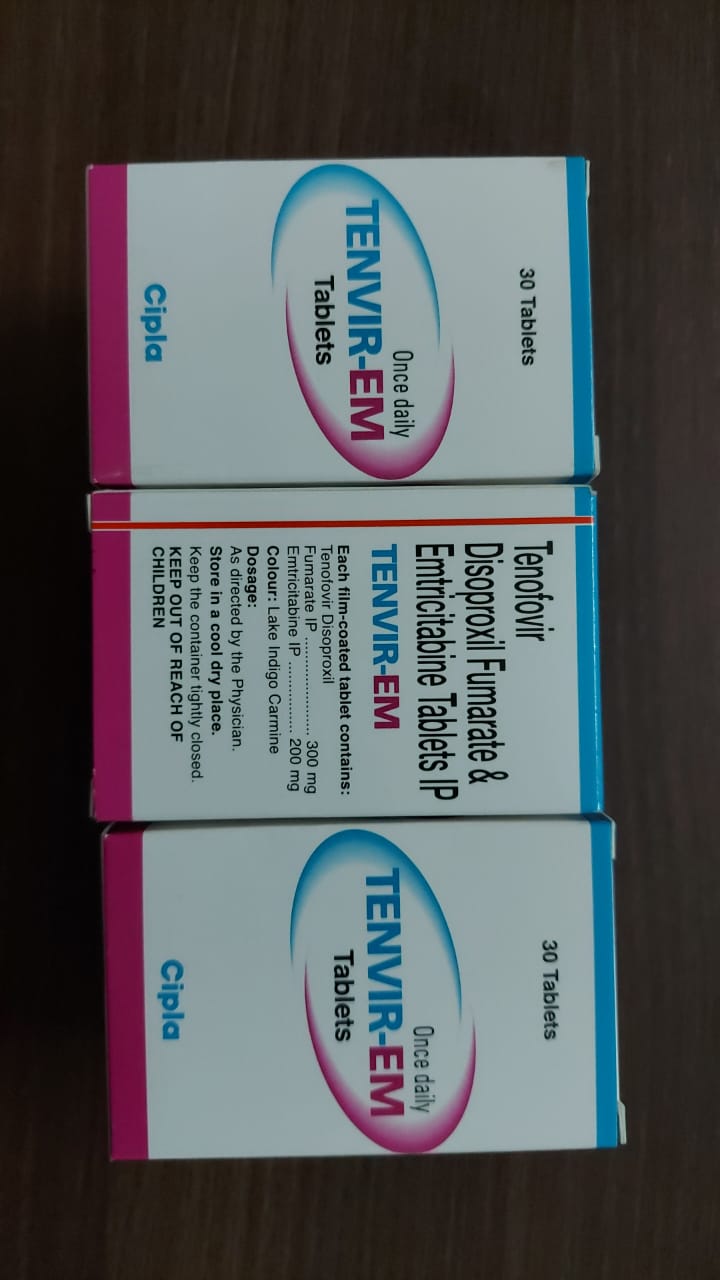 30 Tablets
Once daily
TENVIR-EM
Tablets
Cipla
Tenofovir
Disoproxil Fumarate &
Emtricitabine Tablets IP
TENVIR-EM
Each film-coated tablet contains:
Tenofovir Disoproxil
Fumarate IP ........................ 300 mg
Emtricitabine IP ................ 200 mg
Colour: Lake Indigo Carmine
Dosage:
As directed by the Physician.
Store in a cool dry place.
Keep the container tightly closed.
KEEP OUT OF REACH OF
CHILDREN
30 Tablets
Once daily
TENVIR-EM
Tablets
Cipla